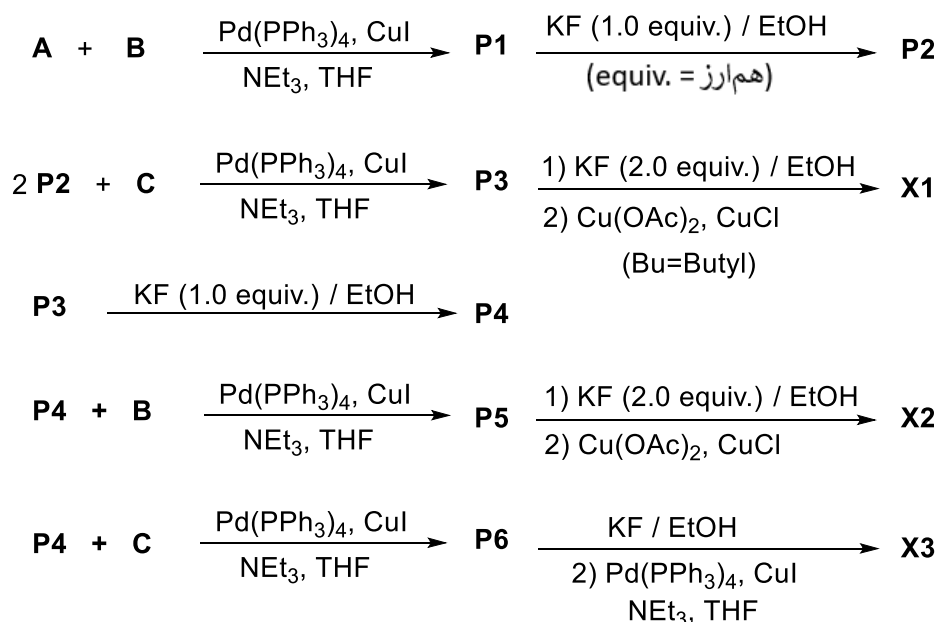 A + B Pd(PPh3)4, CuI P1 KF (1.0 equiv.) / EtOH P2
NEt3, THF (equiv. = هم‌ارز)
2 P2 + C Pd(PPh3)4, CuI P3 1) KF (2.0 equiv.) / EtOH X1
NEt3, THF 2) Cu(OAc)2, CuCl
(Bu=Butyl)
P3 KF (1.0 equiv.) / EtOH P4
P4 + B Pd(PPh3)4, CuI P5 1) KF (2.0 equiv.) / EtOH X2
NEt3, THF 2) Cu(OAc)2, CuCl
P4 + C Pd(PPh3)4, CuI P6 KF / EtOH X3
NEt3, THF 2) Pd(PPh3)4, CuI
NEt3, THF